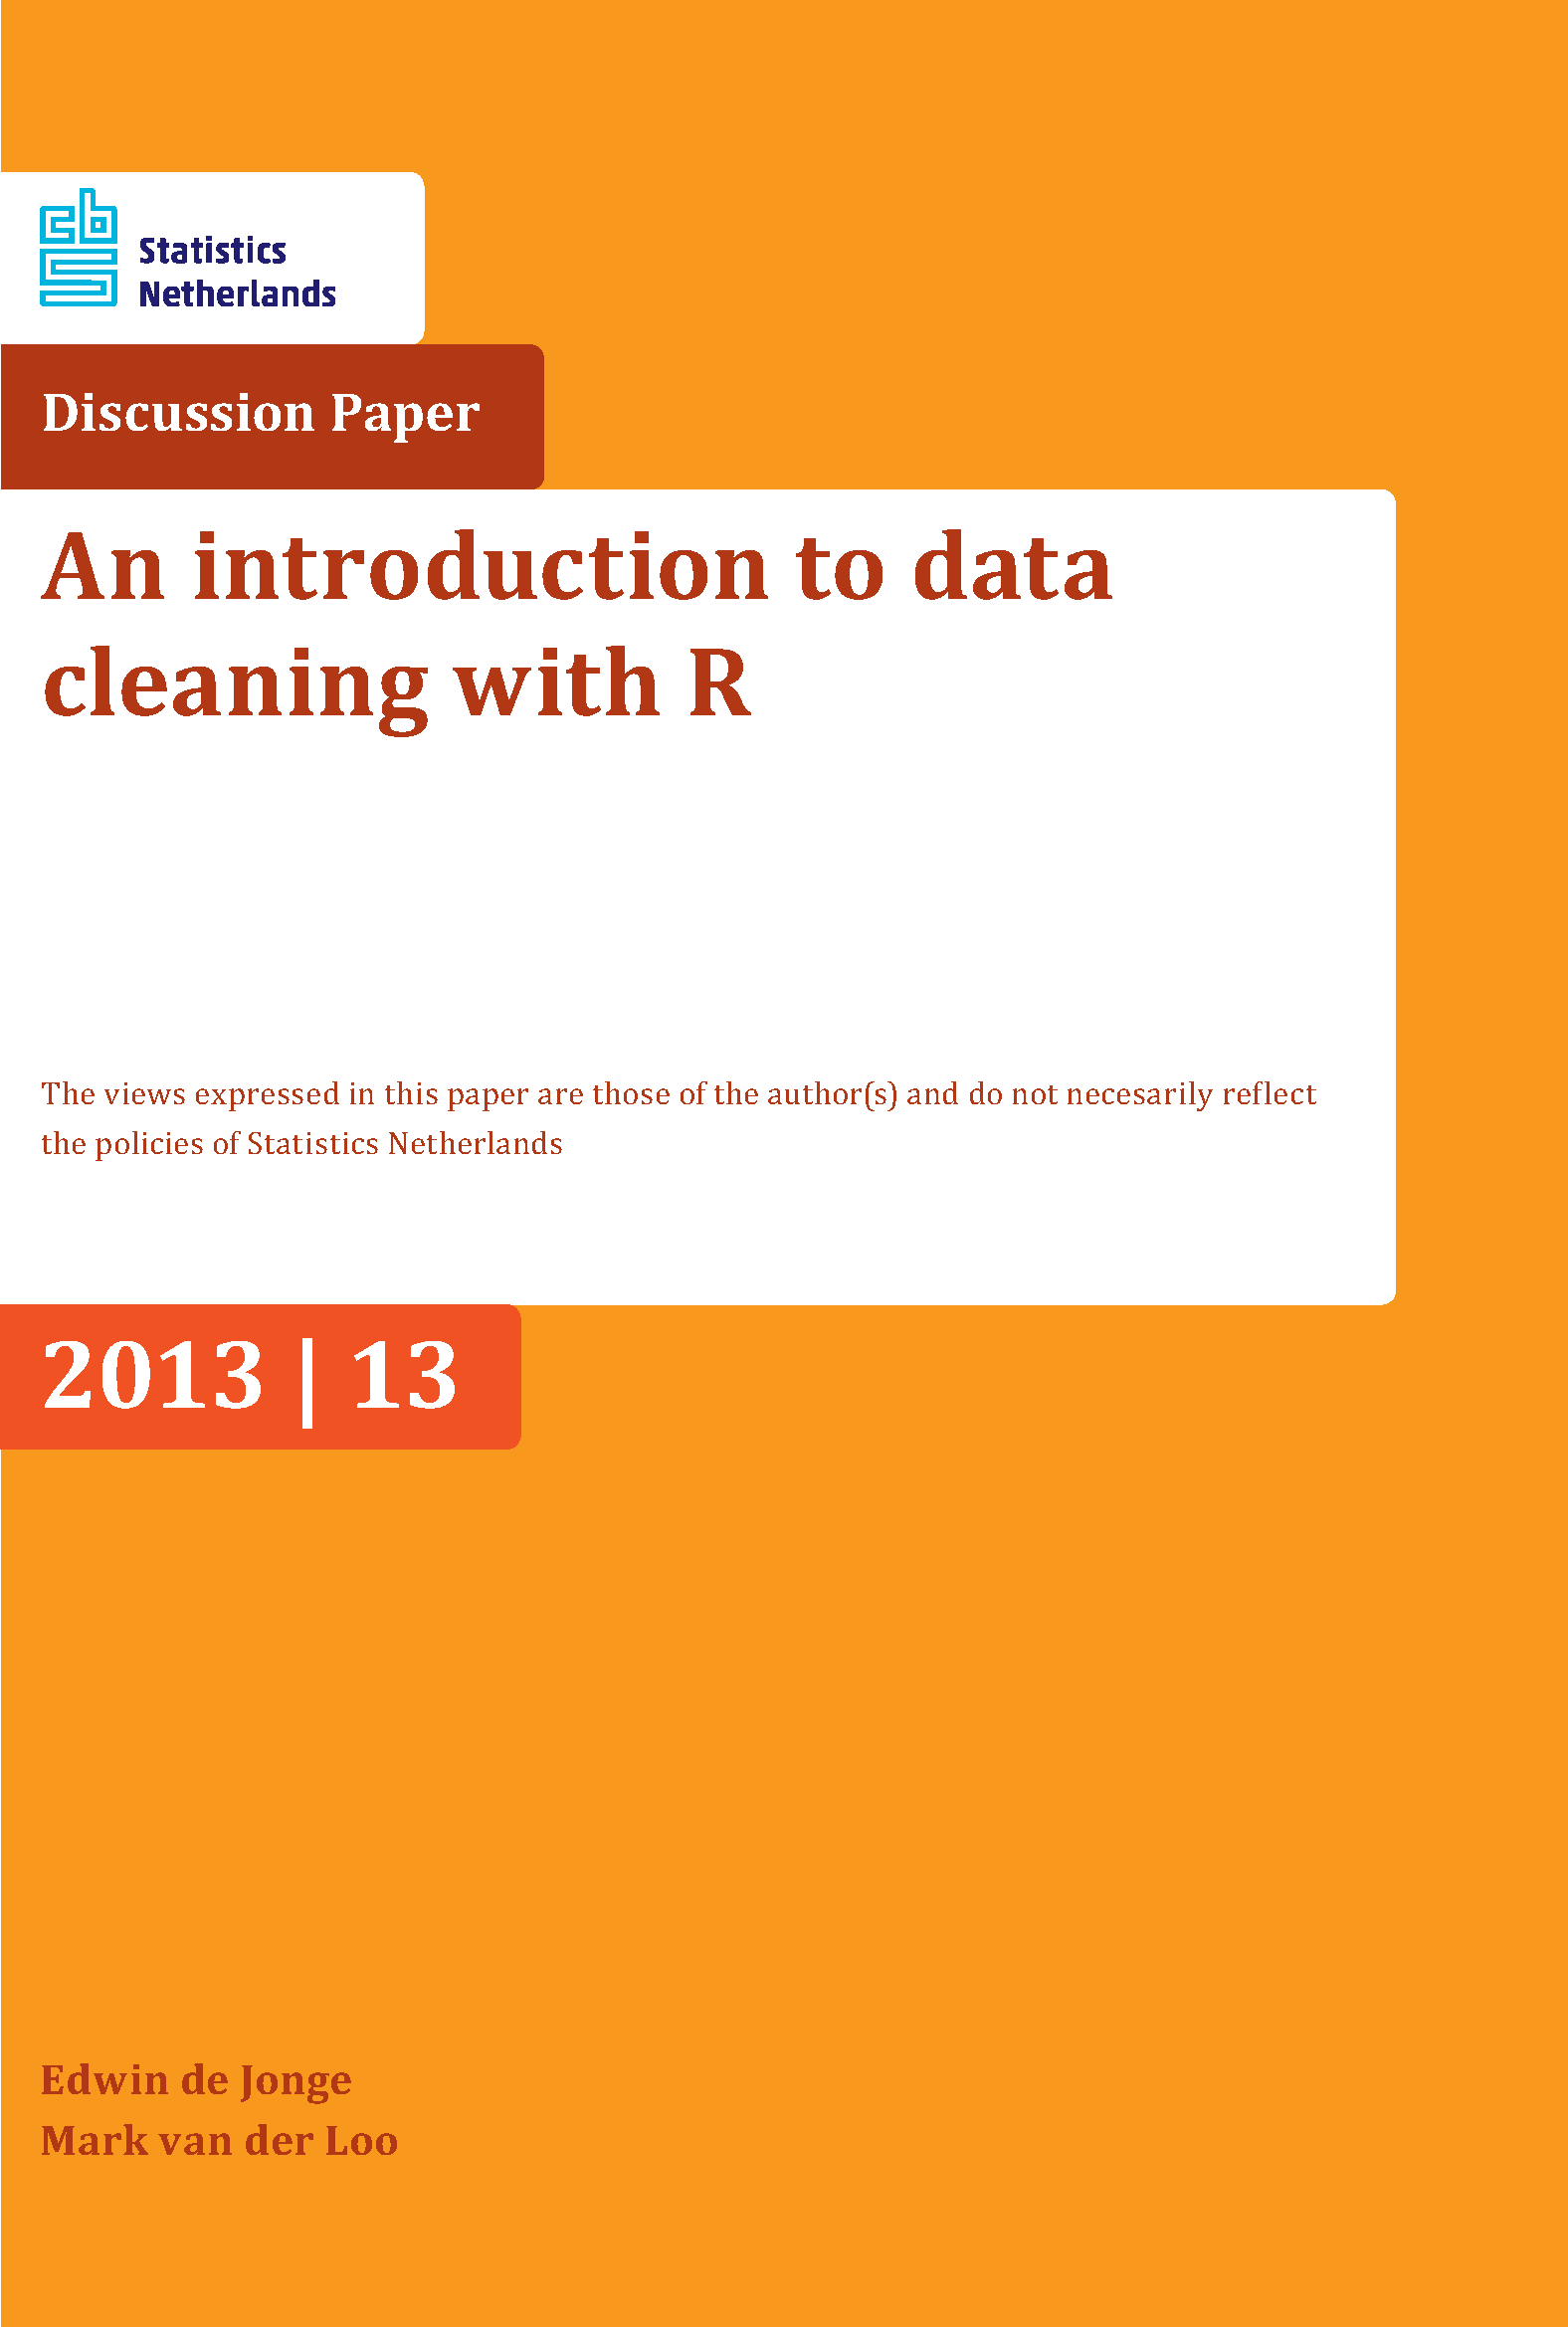 cbs
Statistics
Netherlands
Discussion Paper
An introduction to data
cleaning with R
The views expressed in this paper are those of the author(s) and do not necesarily reflect
the policies of Statistics Netherlands
2013 | 13
Edwin de Jonge
Mark van der Loo